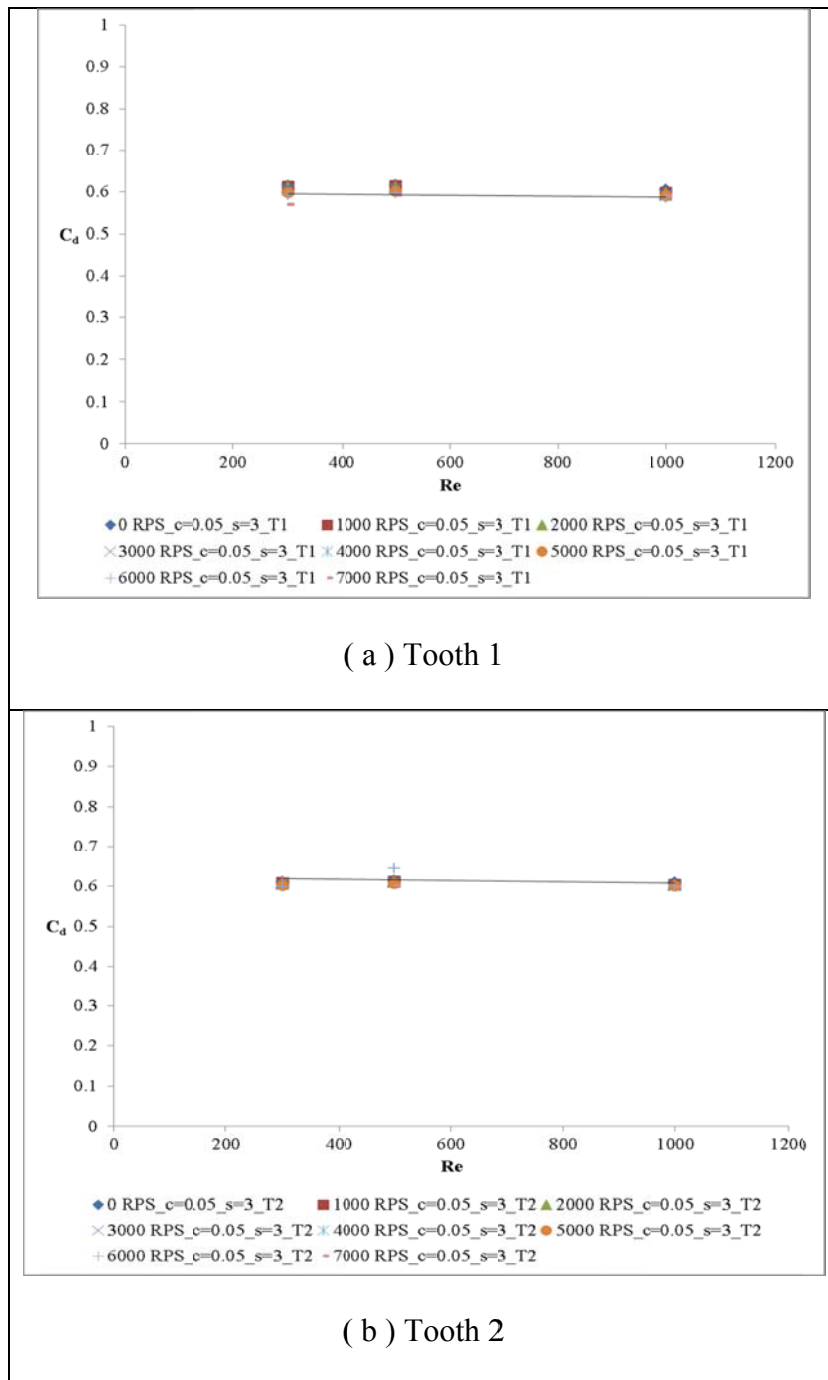 1
0.9
0.8
0.7
0.6
C_d 0.5
0.4
0.3
0.2
0.1
0
0 200 400 600 800 1000 1200
Re
0 RPS_c=0.05_s=3_T1 1000 RPS_c=0.05_s=3_T1 2000 RPS_c=0.05_s=3_T1
3000 RPS_c=0.05_s=3_T1 4000 RPS_c=0.05_s=3_T1 5000 RPS_c=0.05_s=3_T1
6000 RPS_c=0.05_s=3_T1 7000 RPS_c=0.05_s=3_T1
( a ) Tooth 1
1
0.9
0.8
0.7
0.6
C_d 0.5
0.4
0.3
0.2
0.1
0
0 200 400 600 800 1000 1200
Re
0 RPS_c=0.05_s=3_T2 1000 RPS_c=0.05_s=3_T2 2000 RPS_c=0.05_s=3_T2
3000 RPS_c=0.05_s=3_T2 4000 RPS_c=0.05_s=3_T2 5000 RPS_c=0.05_s=3_T2
6000 RPS_c=0.05_s=3_T2 7000 RPS_c=0.05_s=3_T2
( b ) Tooth 2